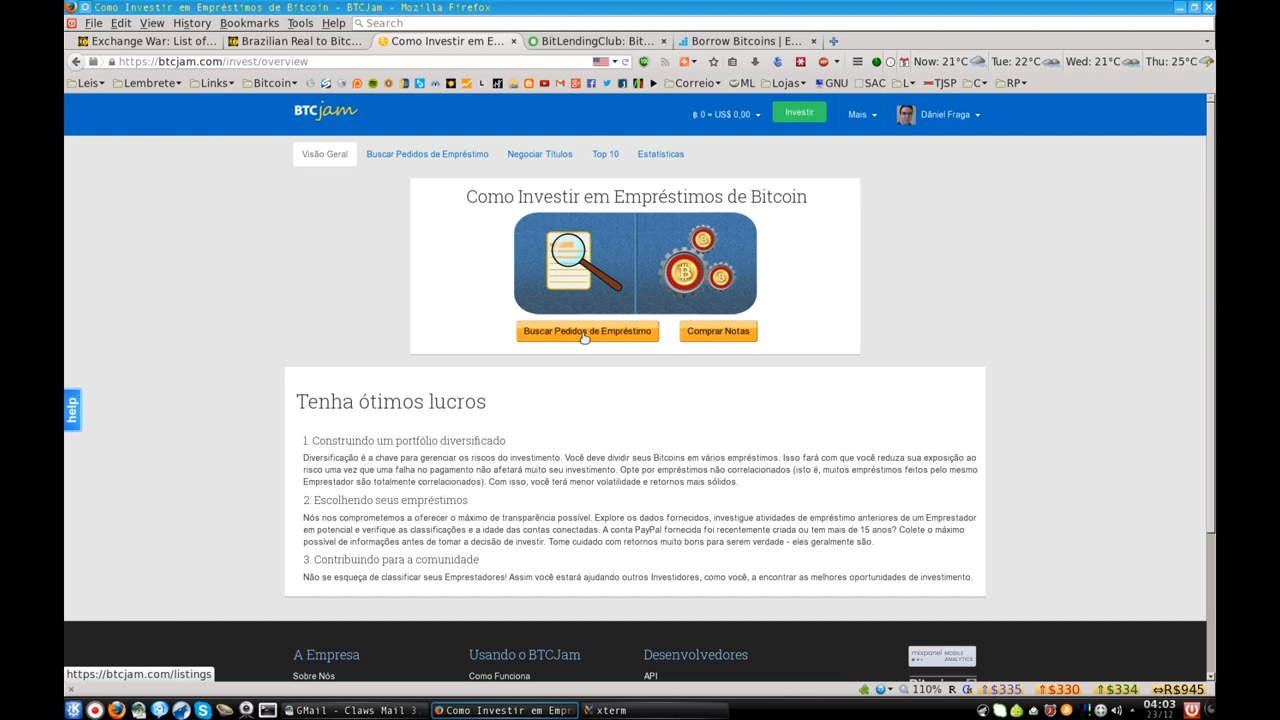 Como Investir em Empréstimos de Bitcoin - BTCJam - Mozilla Firefox
File Edit View History Bookmarks Tools Help Search
Exchange War: List of... Brazilian Real to Bitc... Como Investir em E... BitLendingClub: Bit... Borrow Bitcoins | E...
https://btcjam.com/invest/overview Now: 21°C Tue: 22°C Wed: 21°C Thu: 25°C
Leis Lembrete Links Bitcoin Correio ML Lojas GNU SAC L TJSP C RP
BTCjam 0 = US$ 0,00 Investir Mais Dâniel Fraga
Visão Geral Buscar Pedidos de Empréstimo Negociar Títulos Top 10 Estatísticas
Como Investir em Empréstimos de Bitcoin
Buscar Pedidos de Empréstimo Comprar Notas
help
Tenha ótimos lucros
1. Construindo um portfólio diversificado
Diversificação é a chave para gerenciar os riscos do investimento. Você deve dividir seus Bitcoins em vários empréstimos. Isso fará com que você reduza sua exposição ao
risco uma vez que uma falha no pagamento não afetará muito seu investimento. Opte por empréstimos não correlacionados (isto é, muitos empréstimos feitos pelo mesmo
Emprestador são totalmente correlacionados). Com isso, você terá menor volatilidade e retornos mais sólidos.
2. Escolhendo seus empréstimos
Nós nos comprometemos a oferecer o máximo de transparência possível. Explore os dados fornecidos, investigue atividades de empréstimo anteriores de um Emprestador
em potencial e verifique as classificações e a idade das contas conectadas. A conta PayPal fornecida foi recentemente criada ou tem mais de 15 anos? Colete o máximo
possível de informações antes de tomar a decisão de investir. Tome cuidado com retornos muito bons para serem verdade - eles geralmente são.
3. Contribuindo para a comunidade
Não se esqueça de classificar seus Emprestadores! Assim você estará ajudando outros Investidores, como você, a encontrar as melhores oportunidades de investimento.
A Empresa Usando o BTCJam Desenvolvedores
mixpanel MOBILE ANALYTICS
Sobre Nós Como Funciona API
https://btcjam.com/listings
110% R G ↑$335 ↑$330 ↑$334 ⇔R$945
GMail - Claws Mail 3. Como Investir em Empr xterm 04:03
23/12